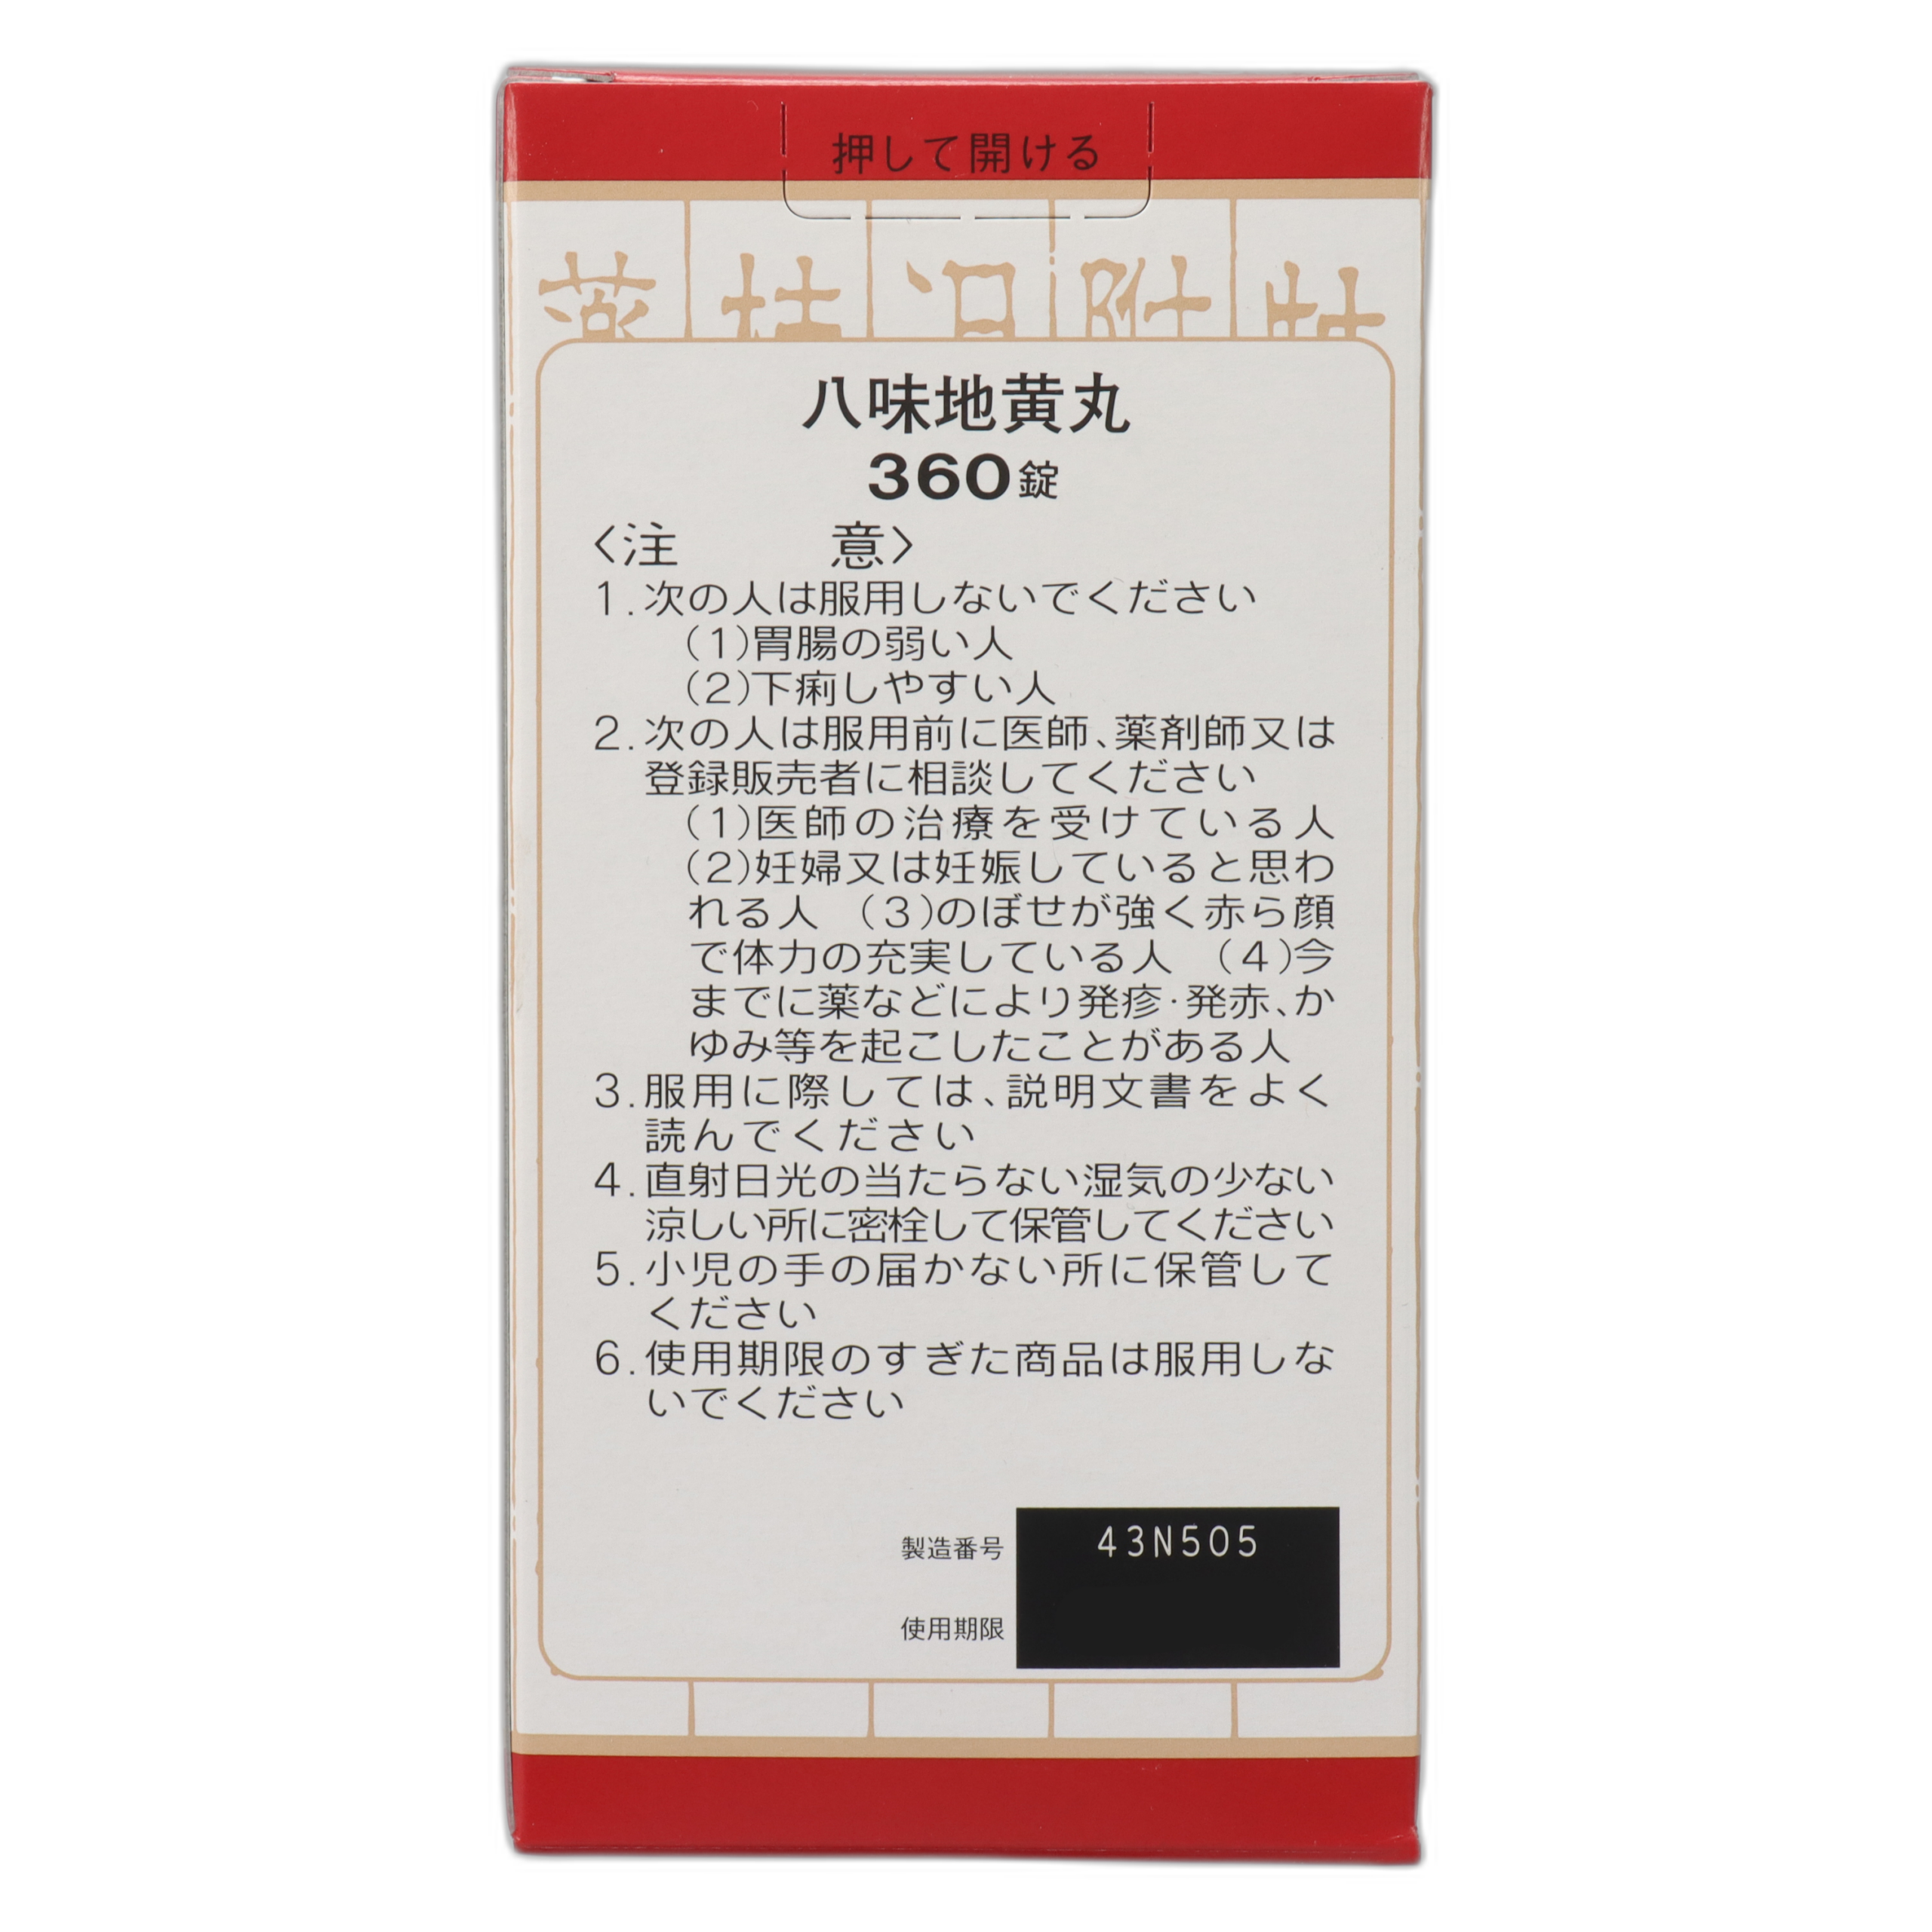 押して開ける
八味地黄丸
360錠
〈注 意〉
1.次の人は服用しないでください
(1)胃腸の弱い人
(2)下痢しやすい人
2.次の人は服用前に医師、薬剤師又は
登録販売者に相談してください
(1)医師の治療を受けている人
(2)妊婦又は妊娠していると思わ
れる人 (3)のぼせが強く赤ら顔
で体力の充実している人 (4)今
までに薬などにより発疹・発赤、か
ゆみ等を起こしたことがある人
3.服用に際しては、説明文書をよく
読んでください
4.直射日光の当たらない湿気の少ない
涼しい所に密栓して保管してください
5.小児の手の届かない所に保管して
ください
6.使用期限のすぎた商品は服用しな
いでください
製造番号 43N505
使用期限